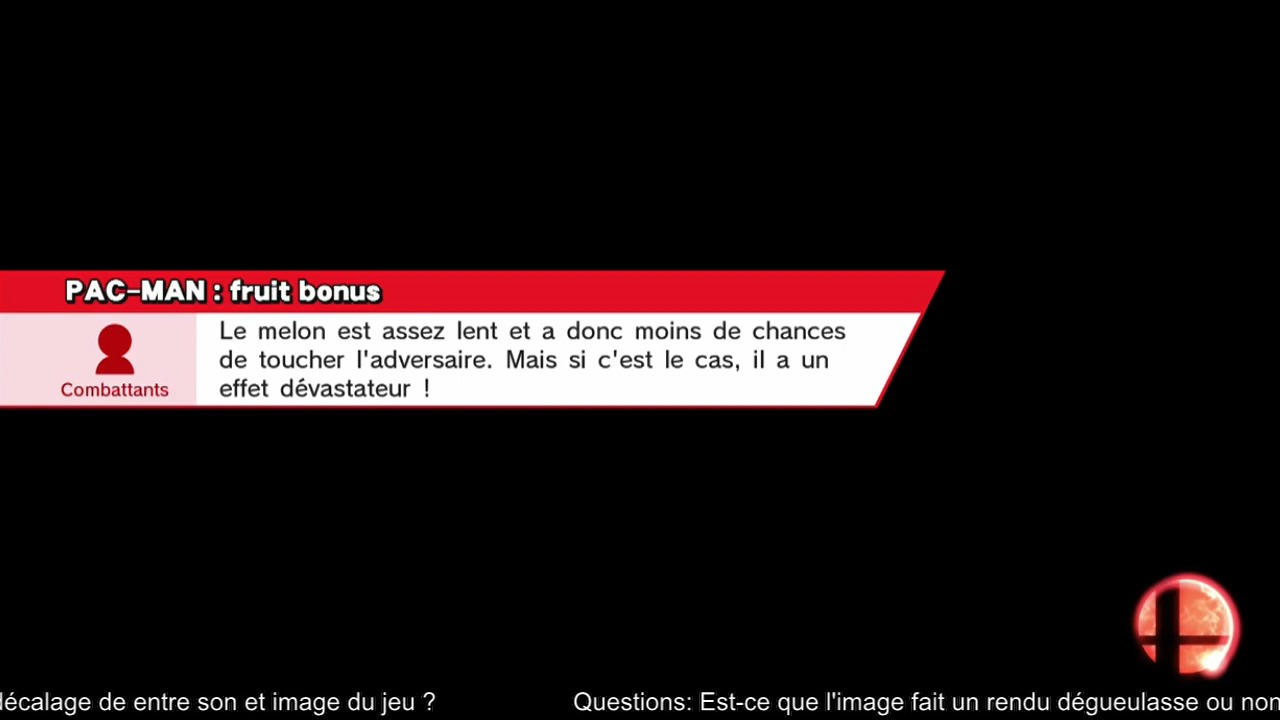 PAC-MAN : fruit bonus
Combattants
Le melon est assez lent et a donc moins de chances
de toucher l'adversaire. Mais si c'est le cas, il a un
effet dévastateur !
décalage de entre son et image du jeu ?
Questions: Est-ce que l'image fait un rendu dégueulasse ou non